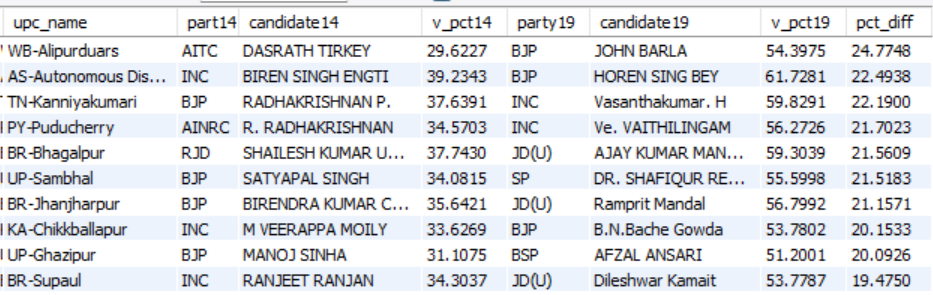 upc_name part14 candidate14 v_pct14 party19 candidate19 v_pct19 pct_diff
WB-Alipurduars AITC DASRATH TIRKEY 29.6227 BJP JOHN BARLA 54.3975 24.7748
AS-Autonomous Dis... INC BIREN SINGH ENGTI 39.2343 BJP HOREN SING BEY 61.7281 22.4938
TN-Kanniyakumari BJP RADHAKRISHNAN P. 37.6391 INC Vasanthakumar. H 59.8291 22.1900
PY-Puducherry AINRC R. RADHAKRISHNAN 34.5703 INC Ve. VAITHILINGAM 56.2726 21.7023
BR-Bhagalpur RJD SHAILESH KUMAR U... 37.7430 JD(U) AJAY KUMAR MAN... 59.3039 21.5609
UP-Sambhal BJP SATYAPAL SINGH 34.0815 SP DR. SHAFIQUR RE... 55.5998 21.5183
BR-Jhanjharpur BJP BIRENDRA KUMAR C... 35.6421 JD(U) Ramprit Mandal 56.7992 21.1571
KA-Chikkballapur INC M VEERAPPA MOILY 33.6269 BJP B.N.Bache Gowda 53.7802 20.1533
UP-Ghazipur BJP MANOJ SINHA 31.1075 BSP AFZAL ANSARI 51.2001 20.0926
BR-Supaul INC RANJEET RANJAN 34.3037 JD(U) Dileshwar Kamait 53.7787 19.4750